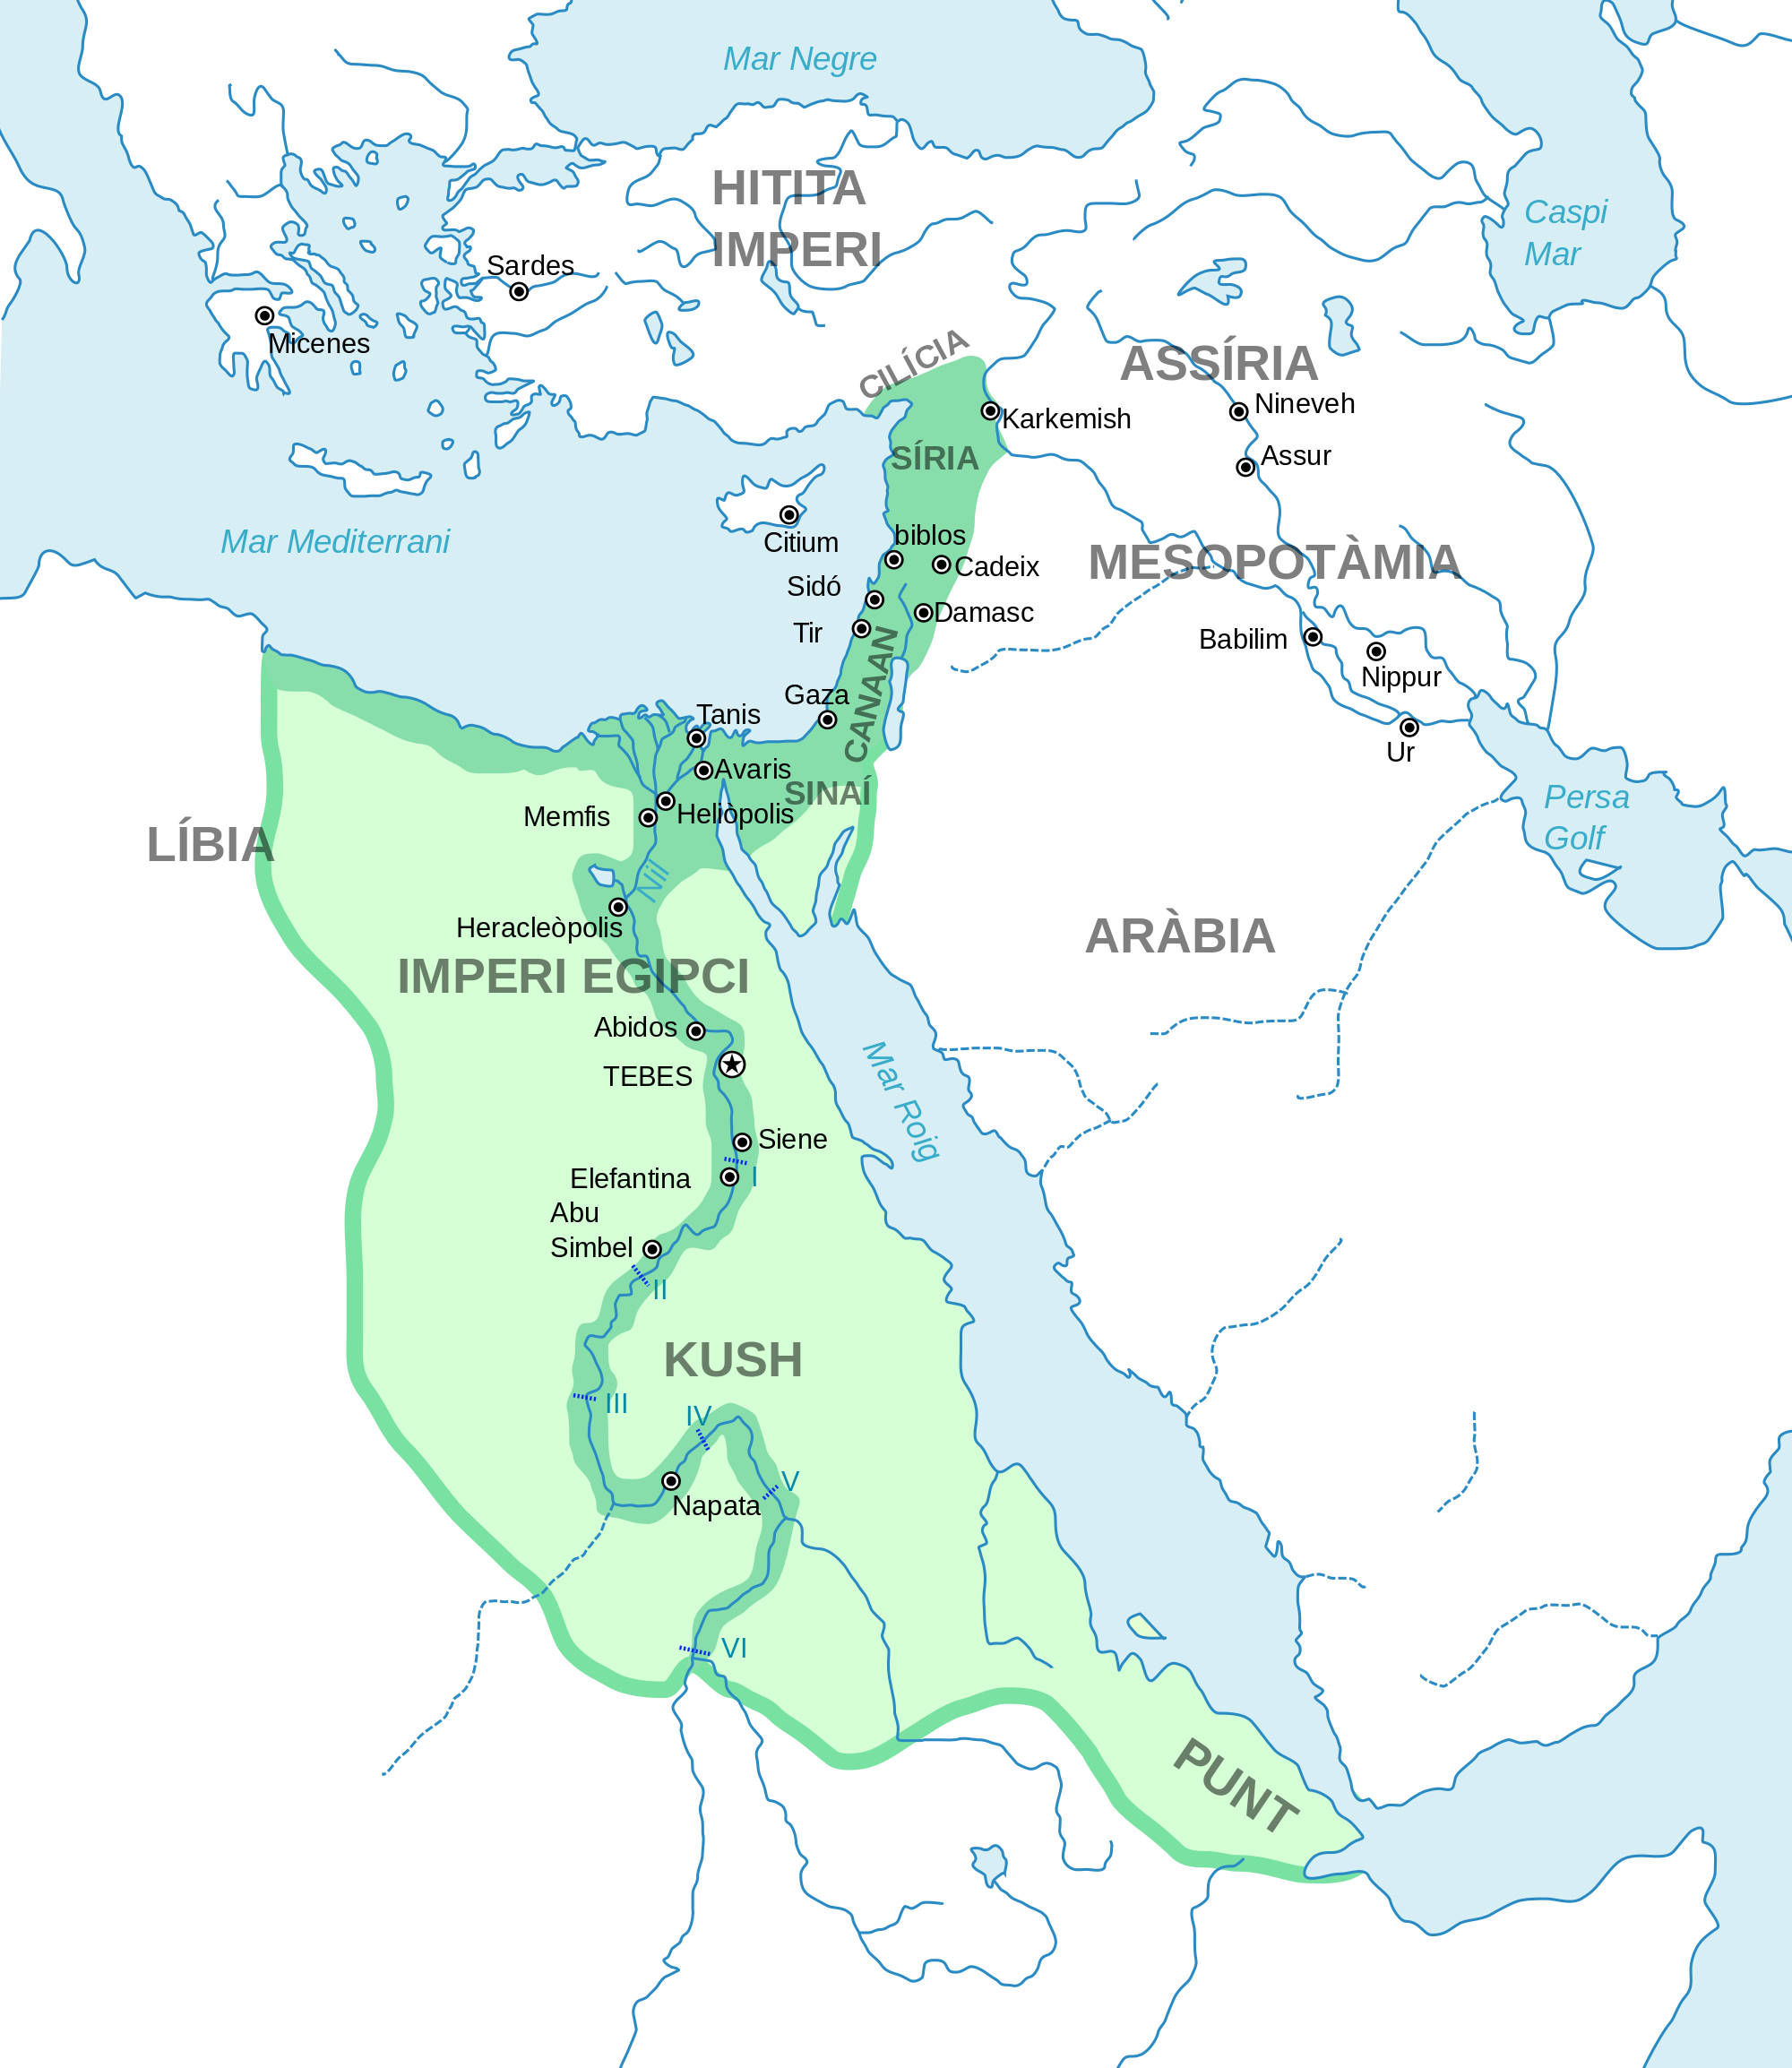 Mar Negre
HITITA
IMPERI
Caspi
Mar
Sardes
Micenes
CILÍCIA
ASSÍRIA
Nineveh
Karkemish
Assur
SÍRIA
Mar Mediterrani
Citium
biblos
Cadeix
MESOPOTÀMIA
Sidó
Damasc
Tir
Babilim
CANAAN
Nippur
Gaza
Tanis
Ur
Avaris
SINAÍ
Persa
Golf
Memfis
Heliòpolis
LÍBIA
Nil
Heracleòpolis
ARÀBIA
IMPERI EGIPCI
Abidos
TEBES
Mar Roig
Siene
Elefantina
I
Abu
Simbel
II
KUSH
III
IV
V
Napata
VI
PUNT